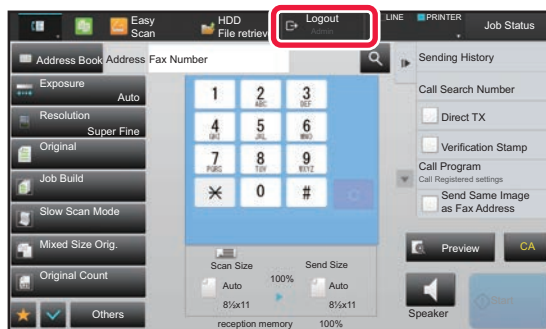 Easy
Scan
HDD
File retriev
Logout
Admin
LINE
PRINTER
Job Status
Address Book
Address
Fax Number
Sending History
Exposure
Auto
Call Search Number
Resolution
Super Fine
Direct TX
Original
Verification Stamp
Job Build
Call Program
Call Registered settings
Slow Scan Mode
Send Same Image
as Fax Address
Mixed Size Orig.
Original Count
Others
1
2
ABC
3
DEF
4
GHI
5
JKL
6
MNO
7
PQRS
8
TUV
9
WXYZ
0
#
Scan Size
100%
Send Size
Auto
Auto
8½x11
8½x11
reception memory 100%
Preview
CA
Speaker
Start